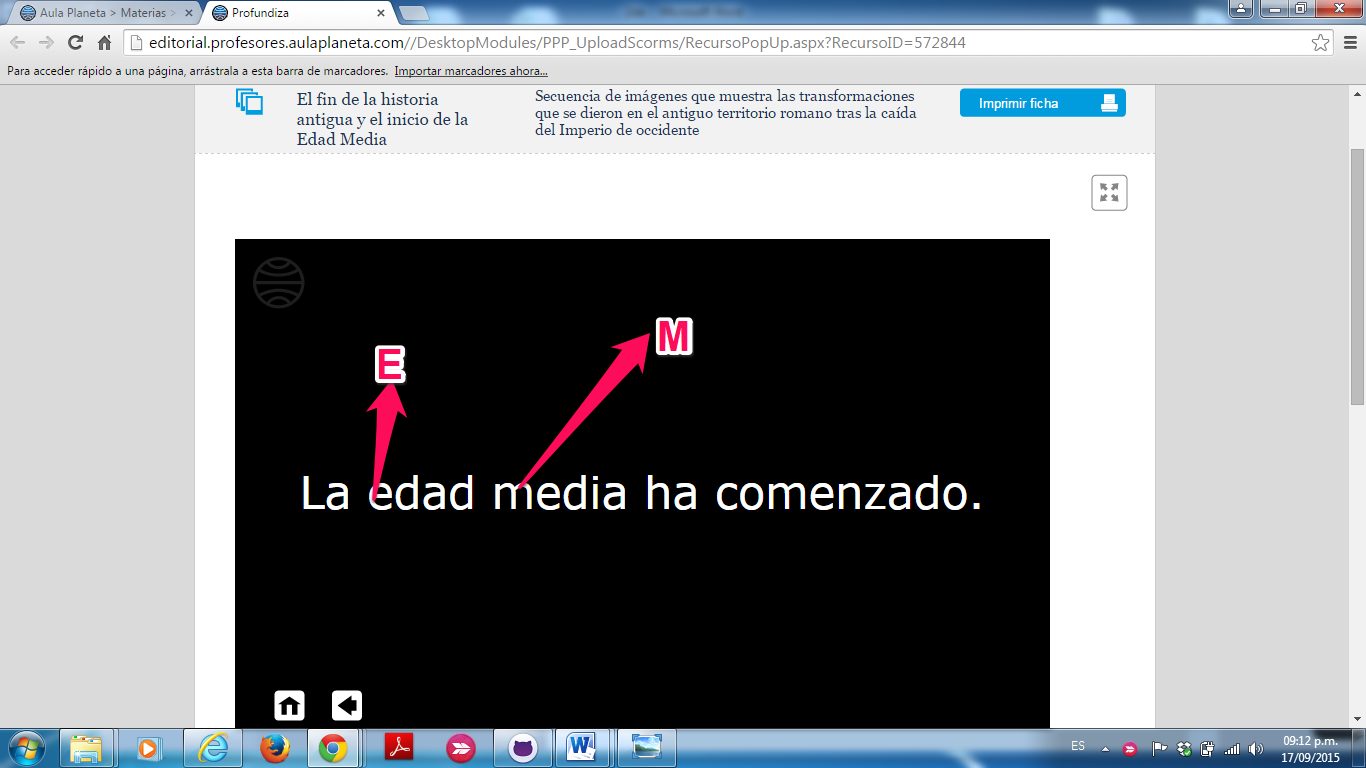 Aula Planeta > Materias >
Profundiza
editorial.profesores.aulaplaneta.com//DesktopModules/PPP_UploadScorms/RecursoPopUp.aspx?RecursoID=572844
Para acceder rápido a una página, arrástrala a esta barra de marcadores. Importar marcadores ahora...
El fin de la historia
antigua y el inicio de la
Edad Media
Secuencia de imágenes que muestra las transformaciones
que se dieron en el antiguo territorio romano tras la caída
del Imperio de occidente
Imprimir ficha
M
E
La edad media ha comenzado.
ES
09:12 p.m.
17/09/2015